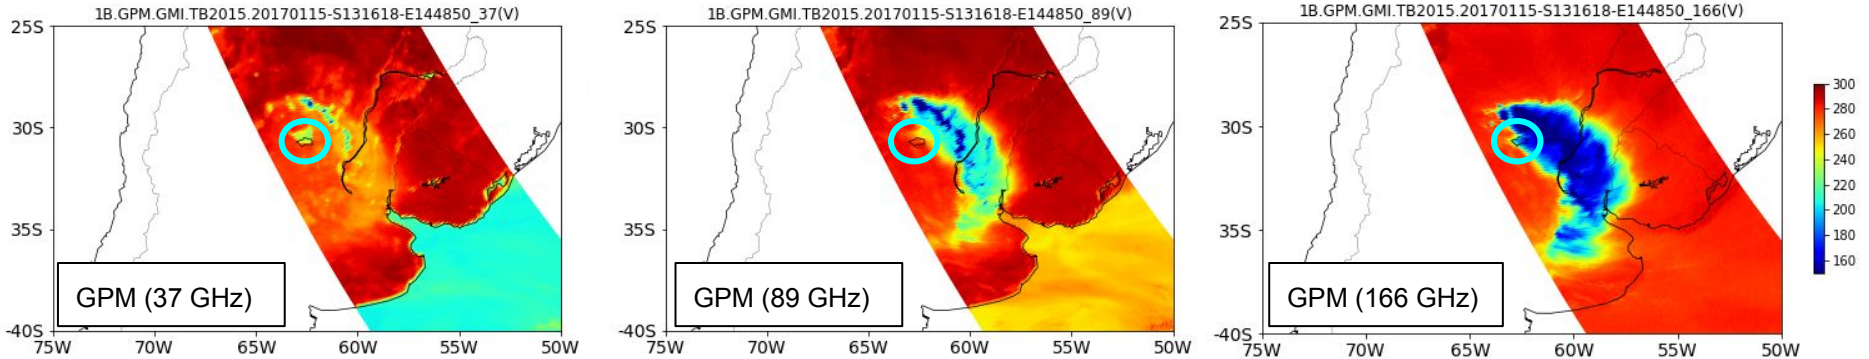 1B.GPM.GMI.TB2015.20170115-S131618-E144850_37(V)
25S
30S
35S
-40S
75W 70W 65W 60W 55W 50W
GPM (37 GHz)
1B.GPM.GMI.TB2015.20170115-S131618-E144850_89(V)
25S
30S
35S
-40S
75W 70W 65W 60W 55W 50W
GPM (89 GHz)
1B.GPM.GMI.TB2015.20170115-S131618-E144850_166(V)
25S
30S
35S
-40S
75W 70W 65W 60W 55W 50W
GPM (166 GHz)
300
280
260
240
220
200
180
160